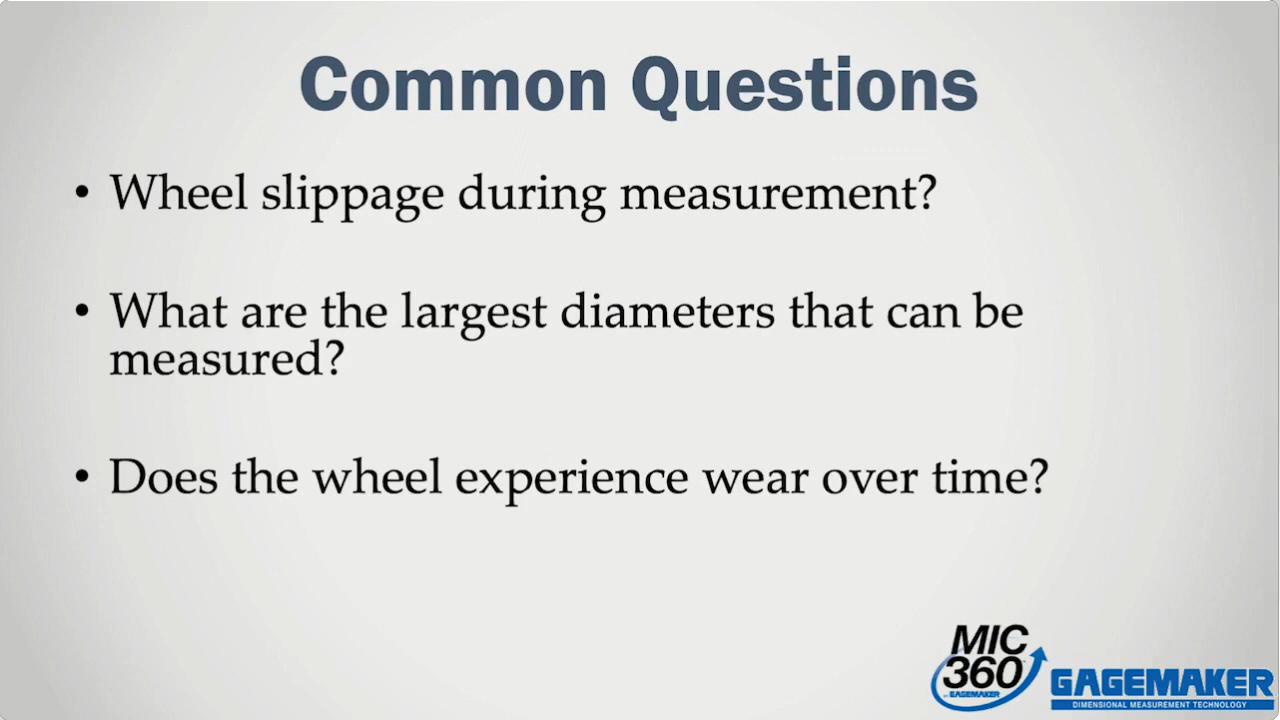 Common Questions
• Wheel slippage during measurement?
• What are the largest diameters that can be
measured?
• Does the wheel experience wear over time?
MIC
360
BY GAGEMAKER
GAGEMAKER
DIMENSIONAL MEASUREMENT TECHNOLOGY